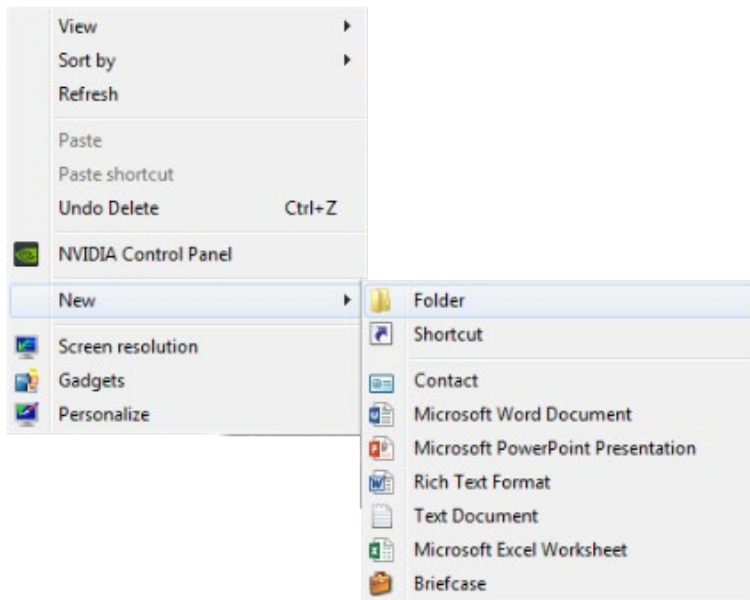 View
Sort by
Refresh
Paste
Paste shortcut
Undo Delete Ctrl+Z
NVIDIA Control Panel
New
Screen resolution
Gadgets
Personalize
Folder
Shortcut
Contact
Microsoft Word Document
Microsoft PowerPoint Presentation
Rich Text Format
Text Document
Microsoft Excel Worksheet
Briefcase